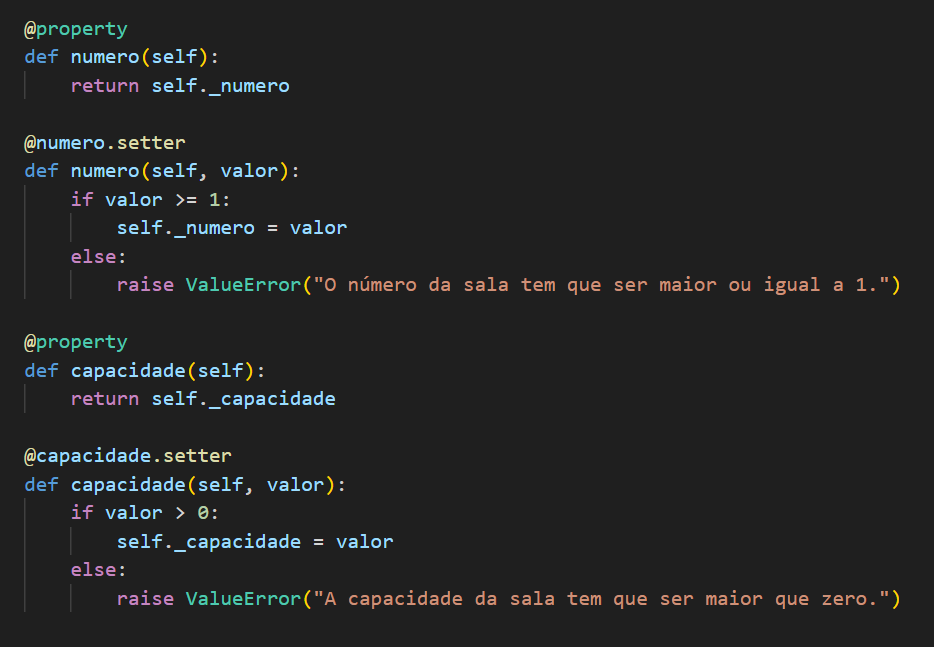 @property
def numero(self):
    return self._numero

@numero.setter
def numero(self, valor):
    if valor >= 1:
        self._numero = valor
    else:
        raise ValueError("O número da sala tem que ser maior ou igual a 1.")

@property
def capacidade(self):
    return self._capacidade

@capacidade.setter
def capacidade(self, valor):
    if valor > 0:
        self._capacidade = valor
    else:
        raise ValueError("A capacidade da sala tem que ser maior que zero.")